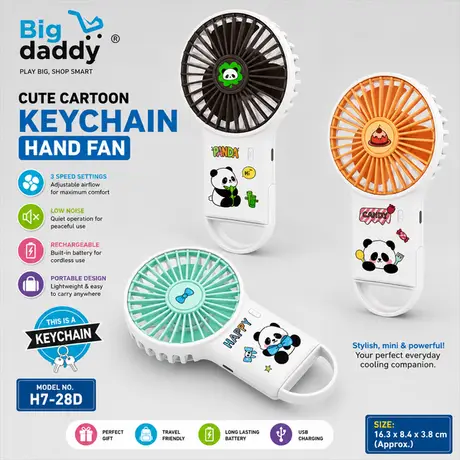 Big
daddy®
PLAY BIG, SHOP SMART
CUTE CARTOON
KEYCHAIN
HAND FAN
3 SPEED SETTINGS
Adjustable airflow
for maximum comfort
LOW NOISE
Quiet operation for
peaceful use
RECHARGEABLE
Built-in battery for
cordless use
PORTABLE DESIGN
Lightweight & easy
to carry anywhere
THIS IS A
KEYCHAIN
MODEL NO.
H7-28D
PANDA
Hi
CANDY
HAPPY
Stylish, mini & powerful!
Your perfect everyday
cooling companion.
PERFECT
GIFT
TRAVEL
FRIENDLY
LONG LASTING
BATTERY
USB
CHARGING
SIZE:
16.3 x 8.4 x 3.8 cm
(Approx.)